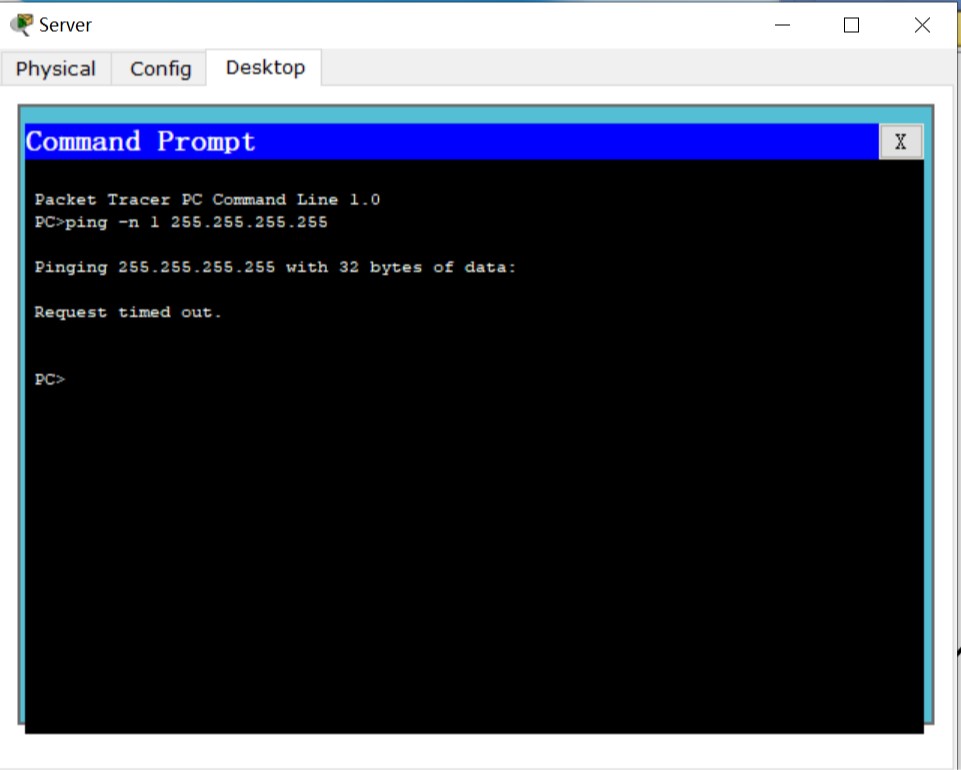 Server
Physical Config Desktop
Command Prompt X
Packet Tracer PC Command Line 1.0
PC>ping -n 1 255.255.255.255
Pinging 255.255.255.255 with 32 bytes of data:
Request timed out.
PC>